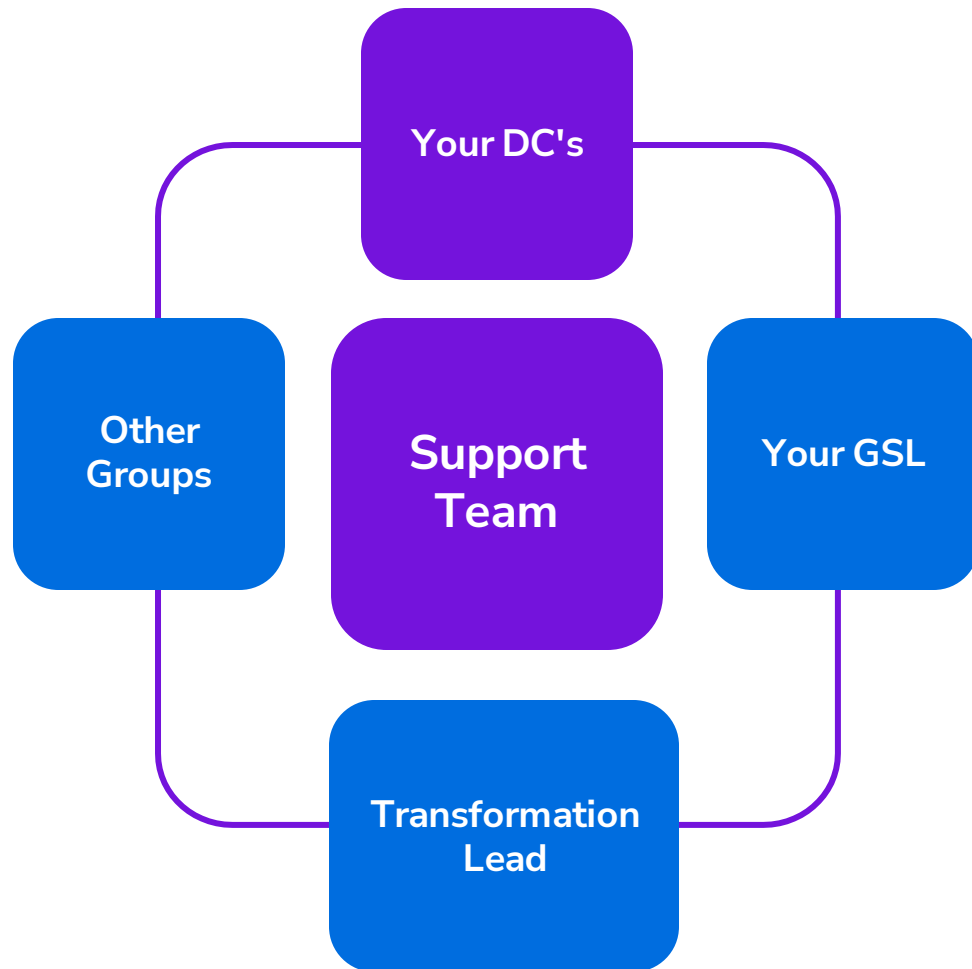 Your DC's
Other
Groups
Support
Team
Your GSL
Transformation
Lead